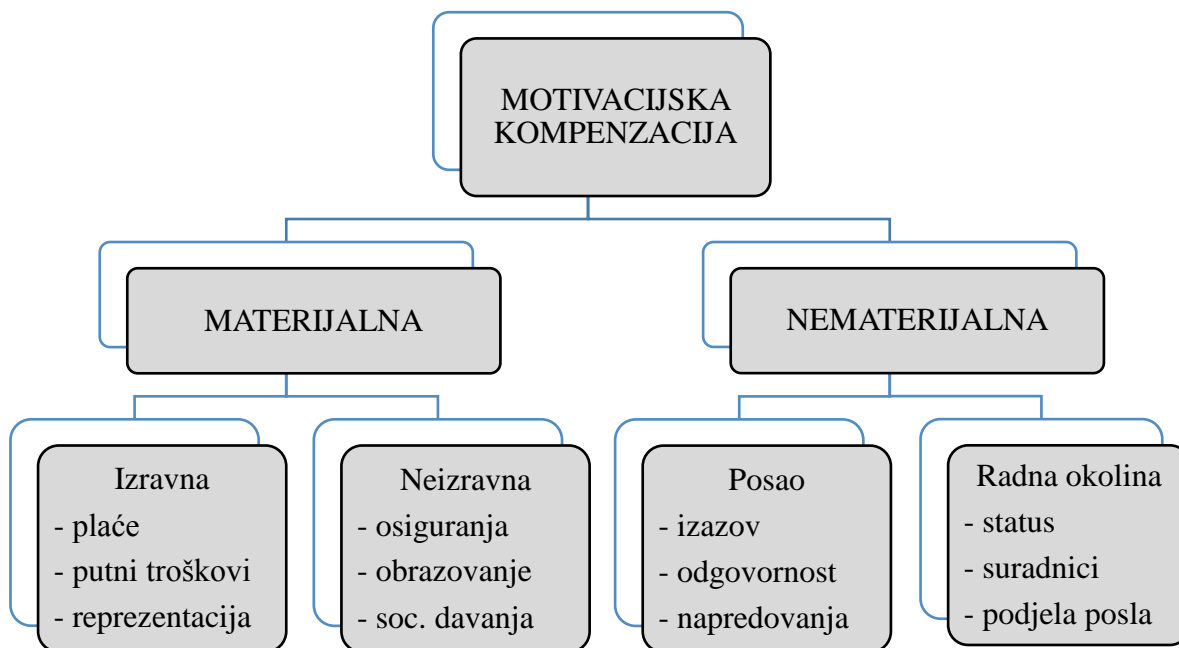 MOTIVACIJSKA
KOMPENZACIJA
MATERIJALNA
NEMATERIJALNA
Izravna
- plaće
- putni troškovi
- reprezentacija
Neizravna
- osiguranja
- obrazovanje
- soc. davanja
Posao
- izazov
- odgovornost
- napredovanja
Radna okolina
- status
- suradnici
- podjela posla